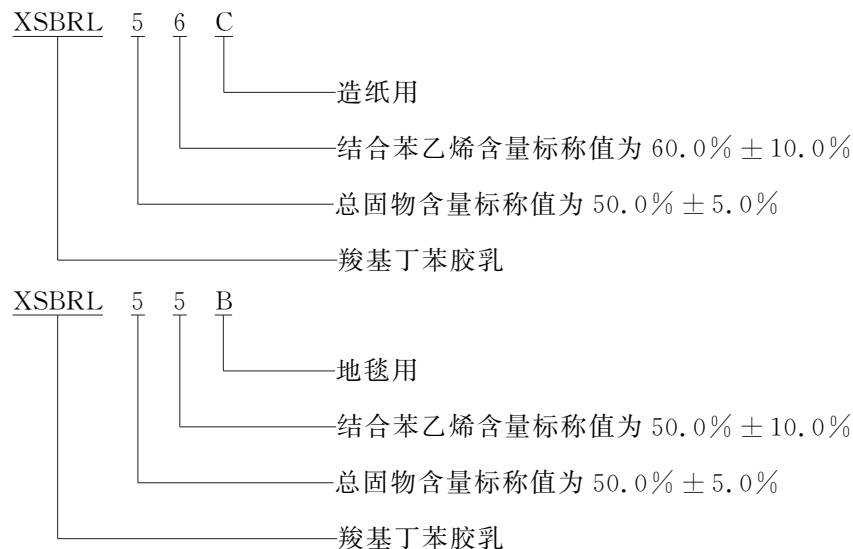 XSBRL 5 6 C
造纸用
结合苯乙烯含量标称值为 60.0% ± 10.0%
总固物含量标称值为 50.0% ± 5.0%
羧基丁苯胶乳
XSBRL 5 5 B
地毯用
结合苯乙烯含量标称值为 50.0% ± 10.0%
总固物含量标称值为 50.0% ± 5.0%
羧基丁苯胶乳